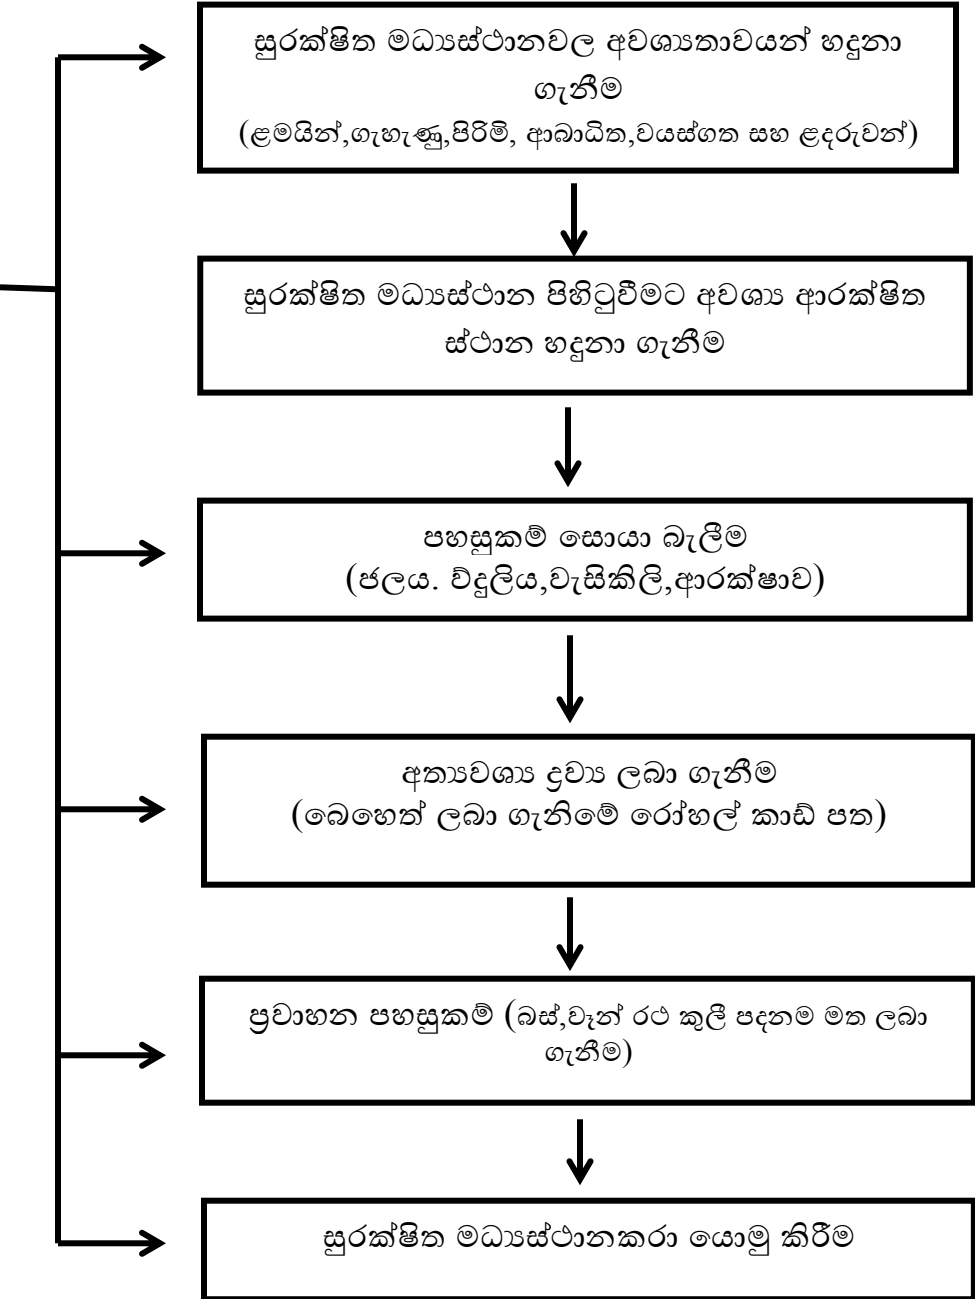 සුරක්ෂිත මධ්‍යස්ථානවල අවශ්‍යතාවයන් හදුනා
ගැනීම
(ළමයින්,ගැහැණු,පිරිමි, ආබාධිත,වයස්ගත සහ ළදරුවන්)
සුරක්ෂිත මධ්‍යස්ථාන පිහිටුවීමට අවශ්‍ය ආරක්ෂිත
ස්ථාන හදුනා ගැනීම
පහසුකම් සොයා බැලීම
(ජලය. විදුලිය,වැසිකිලි,ආරක්ෂාව)
අත්‍යවශ්‍ය ද්‍රව්‍ය ලබා ගැනීම
(බෙහෙත් ලබා ගැනිමේ රෝහල් කාඩ් පත)
ප්‍රවාහන පහසුකම් (බස්,වෑන් රථ කුලී පදනම මත ලබා
ගැනීම)
සුරක්ෂිත මධ්‍යස්ථානකරා යොමු කිරීම